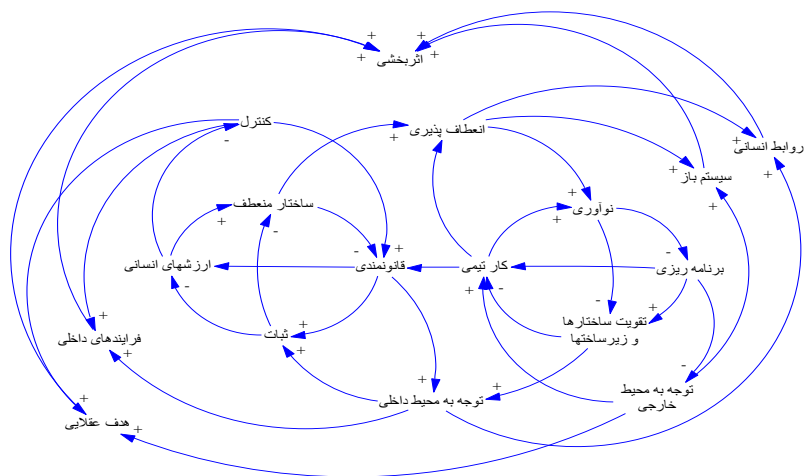 اثربخشی
کنترل
انعطاف پذیری
روابط انسانی
سیستم باز
ساختار منعطف
نوآوری
ارزشهای انسانی
قانونمندی
کار تیمی
برنامه ریزی
فرایندهای داخلی
ثبات
تقویت ساختارها
و زیرساختها
توجه به محیط داخلی
توجه به محیط
خارجی
هدف عقلایی